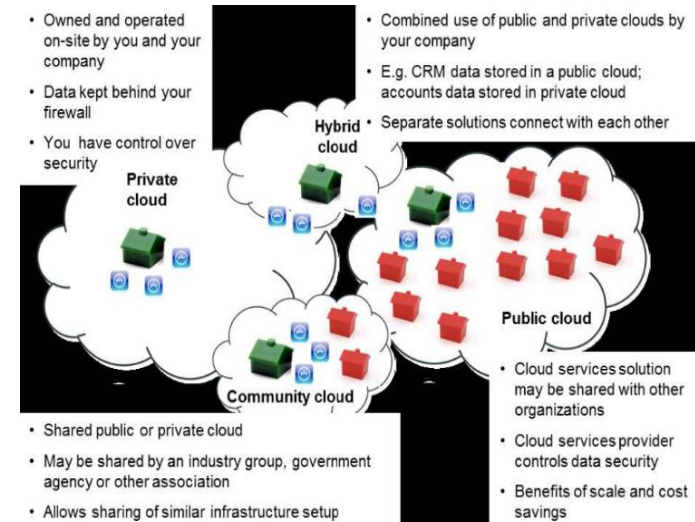 • Owned and operated
on-site by you and your
company
• Data kept behind your
firewall
• You have control over
security
• Combined use of public and private clouds by
your company
• E.g. CRM data stored in a public cloud;
accounts data stored in private cloud
• Separate solutions connect with each other
Hybrid
cloud
Private
cloud
Public cloud
Community cloud
• Shared public or private cloud
• May be shared by an industry group, government
agency or other association
• Allows sharing of similar infrastructure setup
• Cloud services solution
may be shared with other
organizations
• Cloud services provider
controls data security
• Benefits of scale and cost
savings